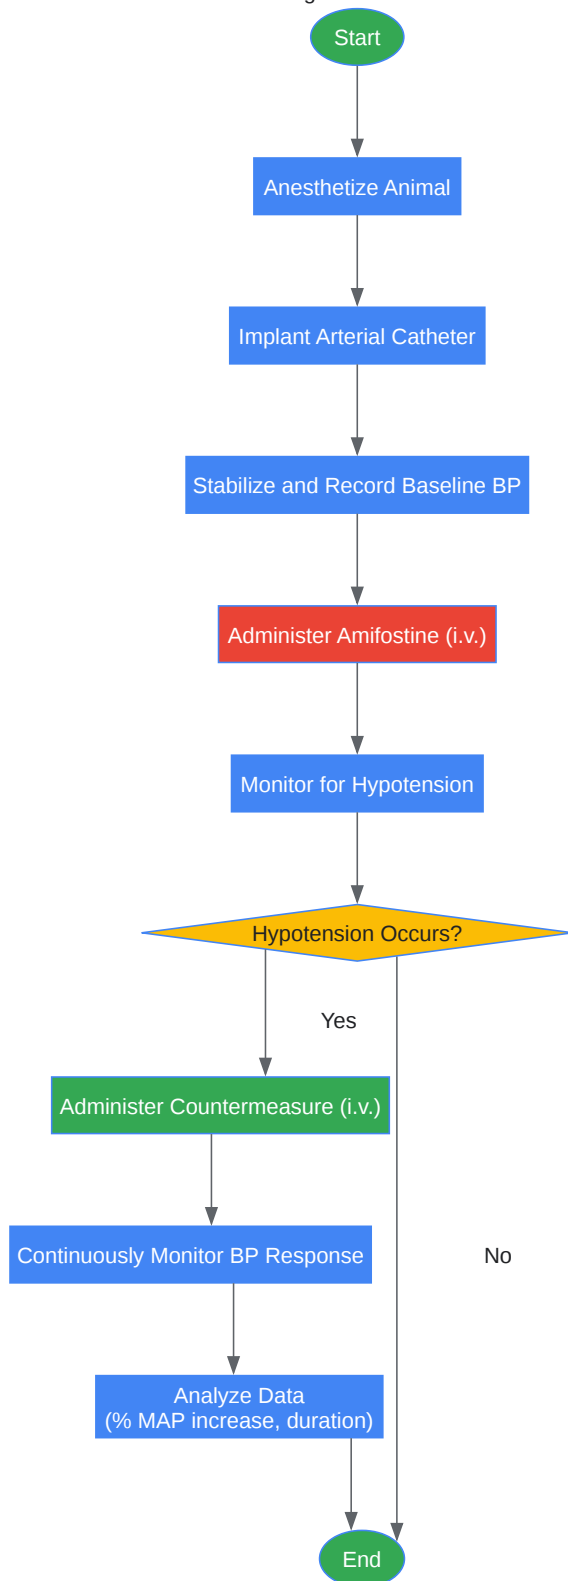 Start
Anesthetize Animal
Implant Arterial Catheter
Stabilize and Record Baseline BP
Administer Amifostine (i.v.)
Monitor for Hypotension
Hypotension Occurs?
Yes
Administer Countermeasure (i.v.)
Continuously Monitor BP Response
No
Analyze Data
(% MAP increase, duration)
End